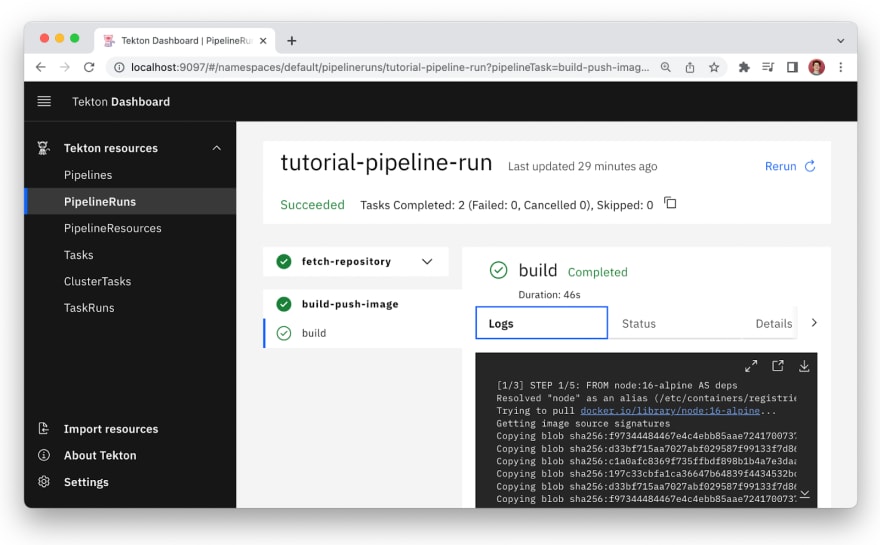 Tekton Dashboard | PipelineRu
localhost:9097/#/namespaces/default/pipelineruns/tutorial-pipeline-run?pipelineTask=build-push-imag...
Tekton Dashboard
Tekton resources
Pipelines
PipelineRuns
PipelineResources
Tasks
ClusterTasks
TaskRuns
Import resources
About Tekton
Settings
tutorial-pipeline-run Last updated 29 minutes ago Rerun
Succeeded Tasks Completed: 2 (Failed: 0, Cancelled 0), Skipped: 0
fetch-repository
build-push-image
build
build Completed
Duration: 46s
Logs Status Details
[1/3] STEP 1/5: FROM node:16-alpine AS deps
Resolved "node" as an alias (/etc/containers/registrie
Trying to pull docker.io/library/node:16-alpine...
Getting image source signatures
Copying blob sha256:f97344484467e4c4ebb85aae724170073
Copying blob sha256:d33bf715aa7027abf029587f99133f7d86
Copying blob sha256:c1a0afc8369f735ffbdf898b1b4a7e3daa
Copying blob sha256:197c33cbfa1ca36647b64839f4434532b
Copying blob sha256:d33bf715aa7027abf029587f99133f7d8
Copying blob sha256:f97344484467e4c4ebb85aae72417007